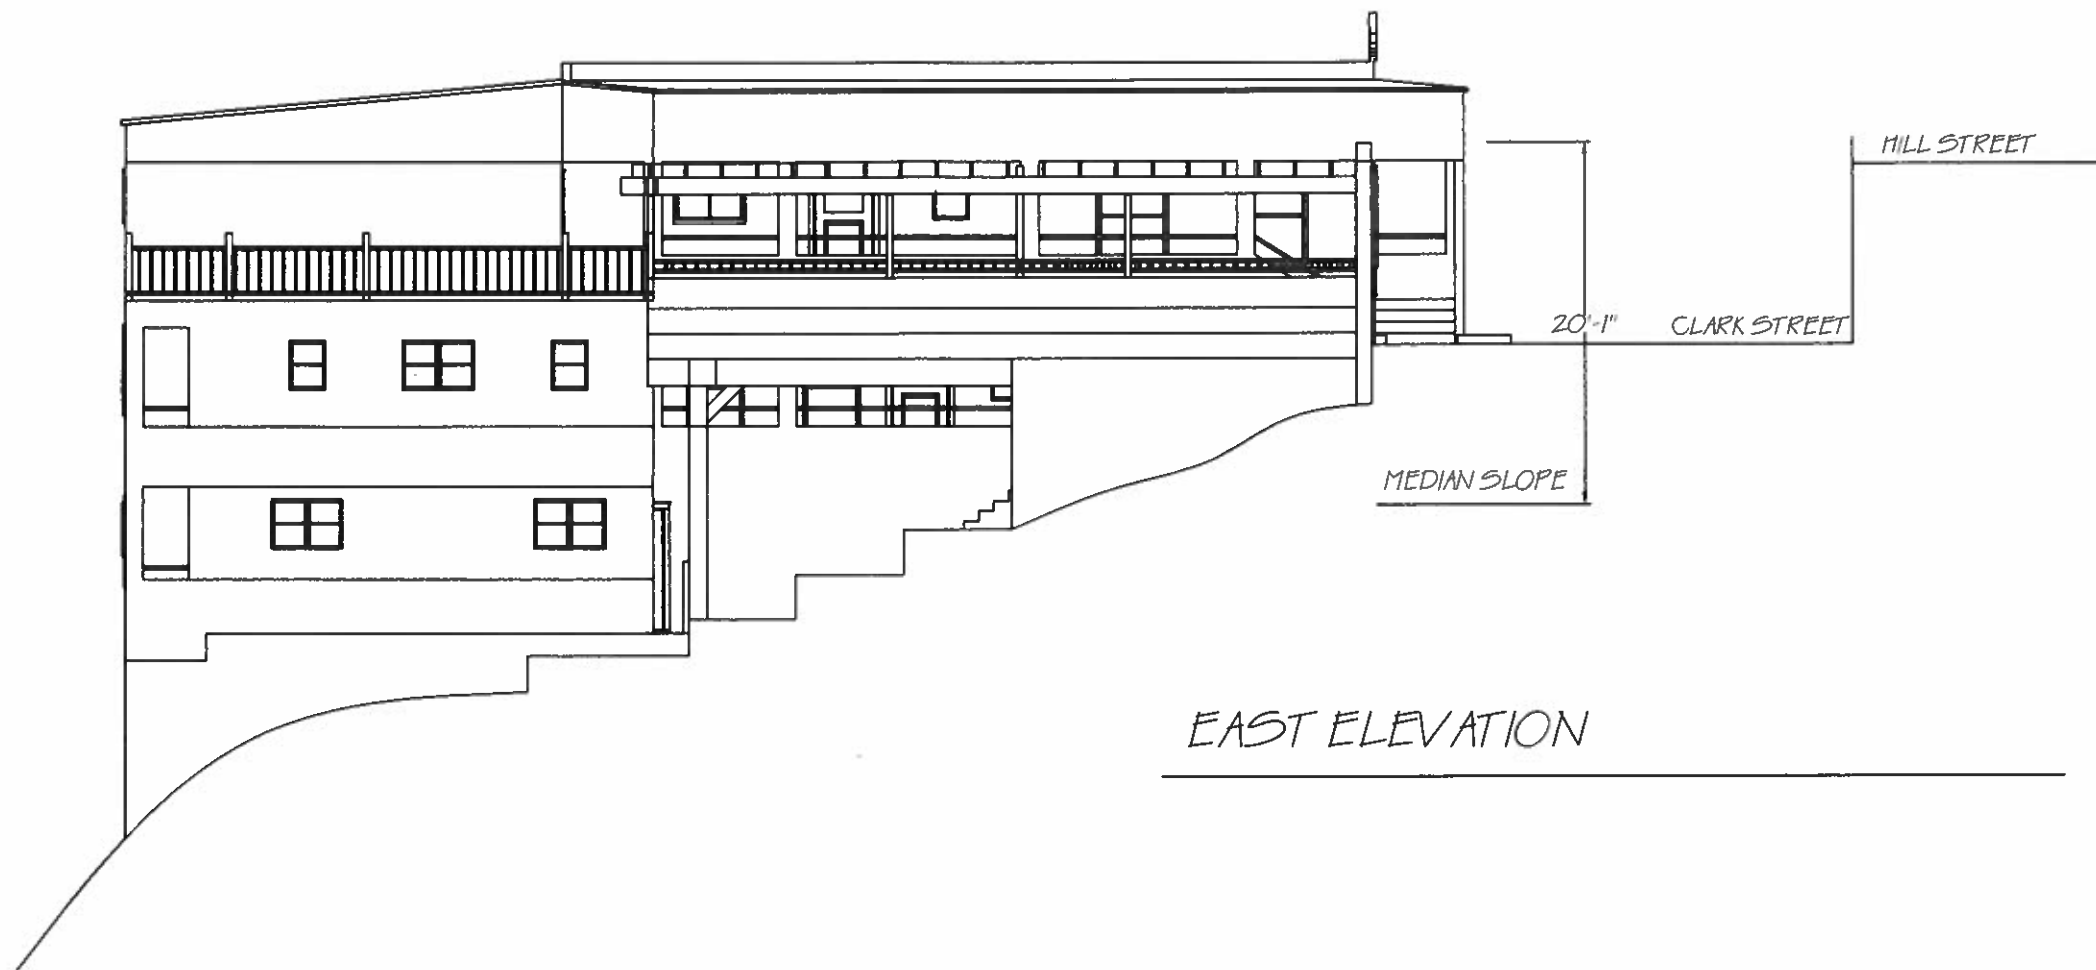 HILL STREET
20'-1"
CLARK STREET
MEDIAN SLOPE
EAST ELEVATION